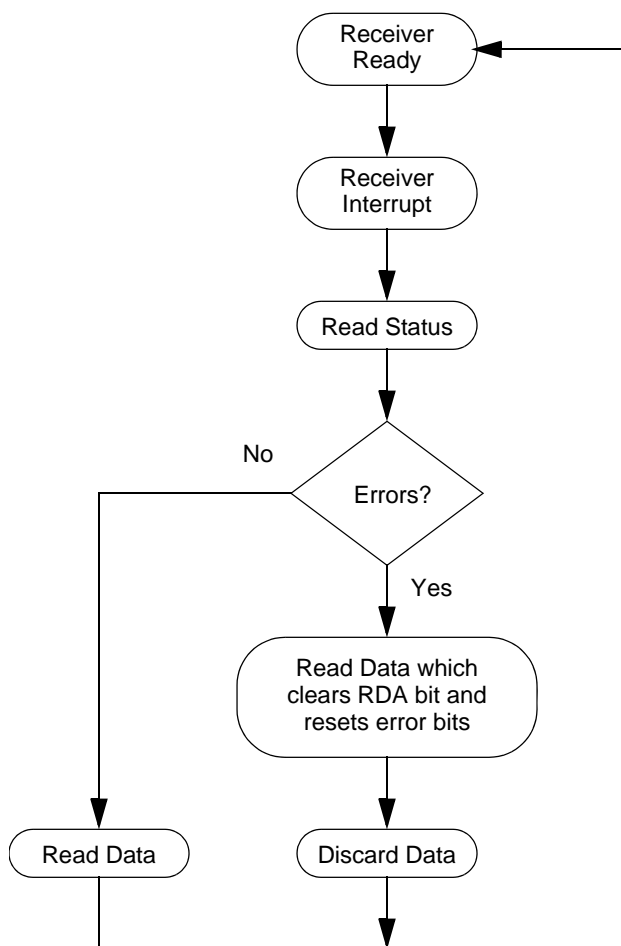 Receiver
Ready
Receiver
Interrupt
Read Status
No
Errors?
Yes
Read Data which
clears RDA bit and
resets error bits
Read Data
Discard Data